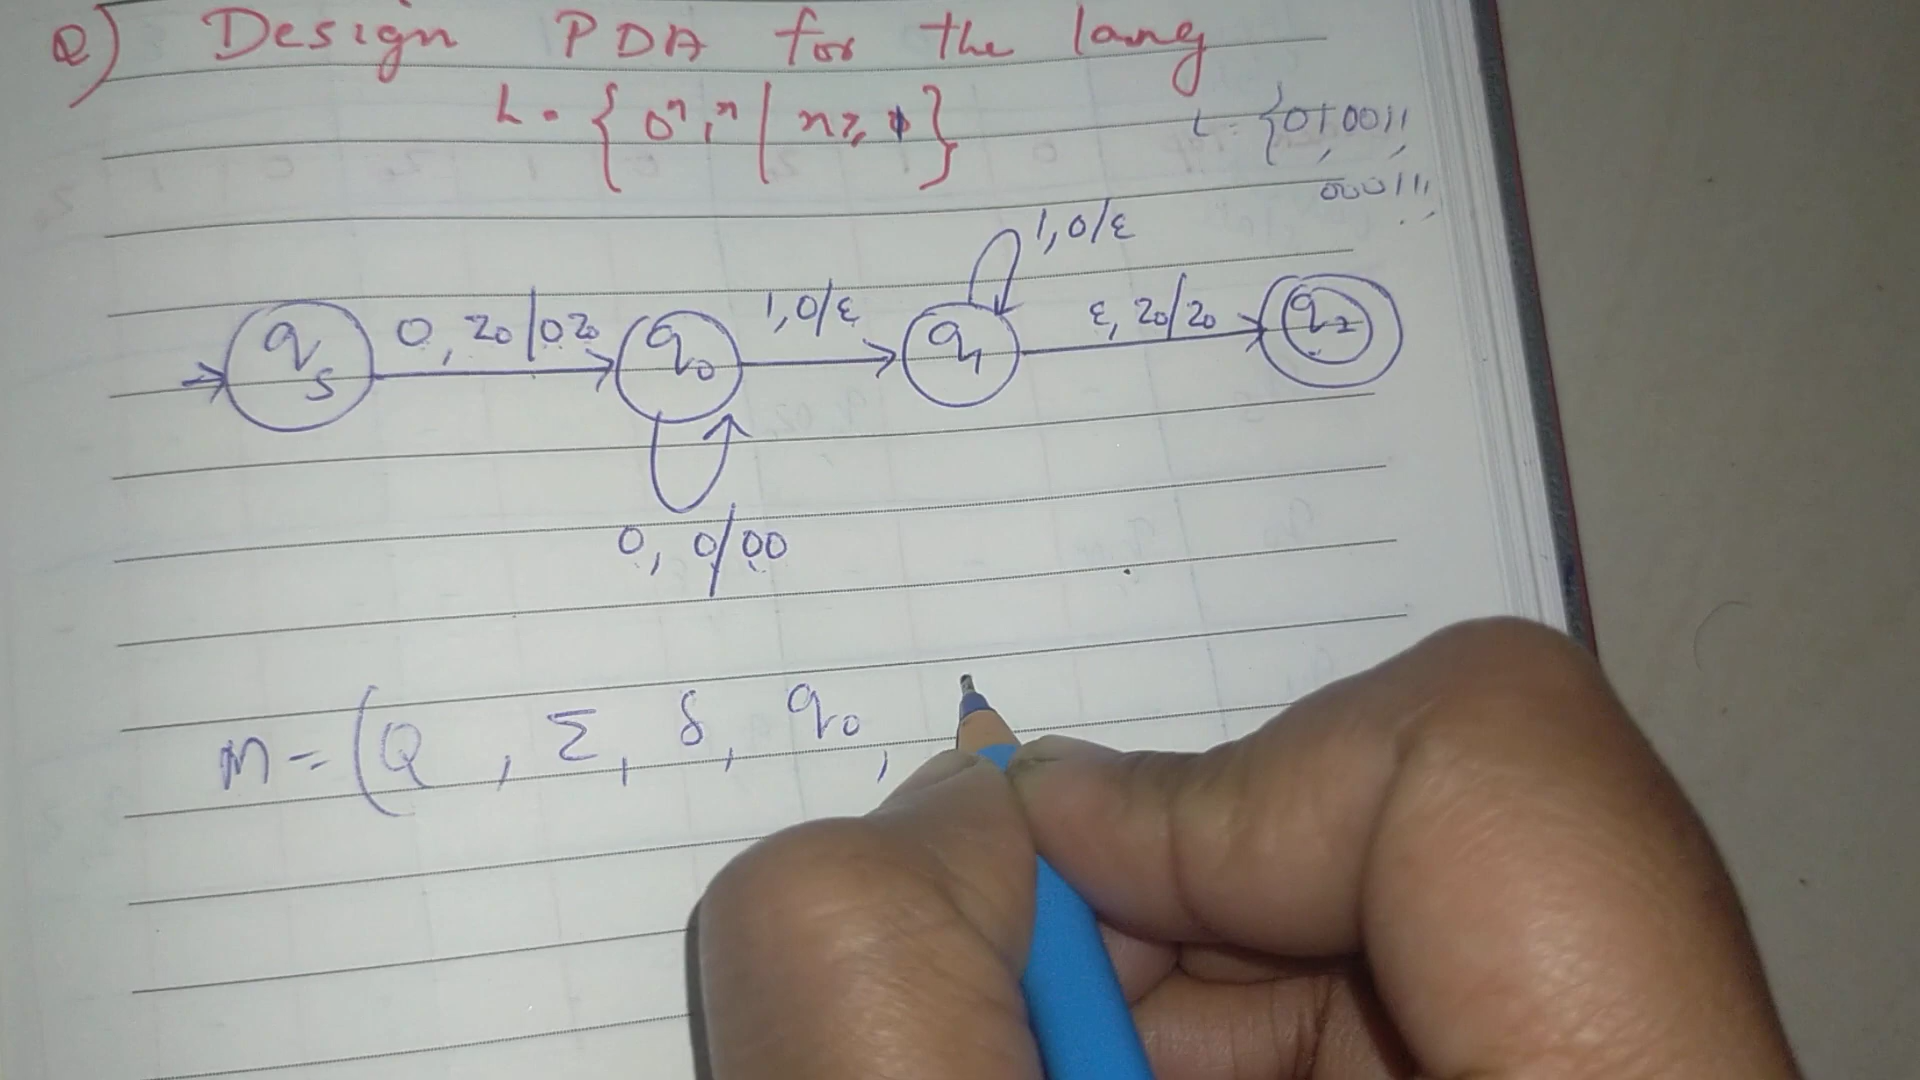 Q) Design PDA for the lang
L = { 0ⁿ1ⁿ | n ≥ 1 }
L = { 01, 0011,
000111, ..
1,0/ε
0, z0/0z0 1,0/ε ε, z0/z0
qs q0 q1 q2
0, 0/00
M = (Q, Σ, δ, q0,